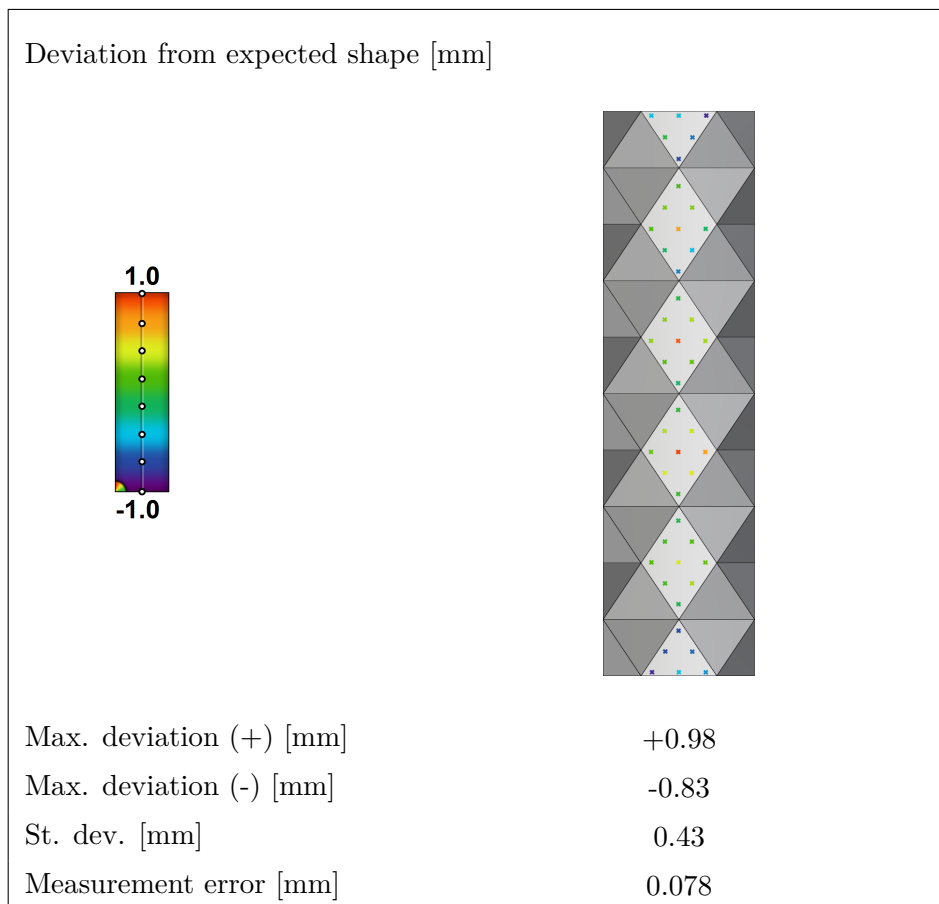 Deviation from expected shape [mm]
1.0
-1.0
Max. deviation (+) [mm] +0.98
Max. deviation (-) [mm] -0.83
St. dev. [mm] 0.43
Measurement error [mm] 0.078